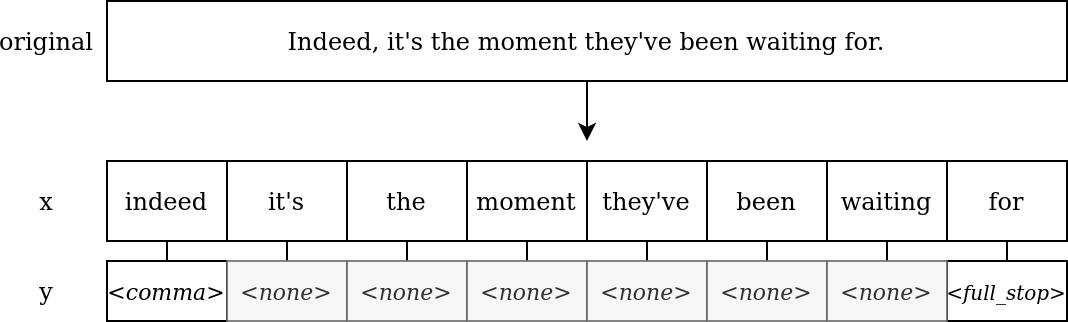 original
Indeed, it's the moment they've been waiting for.
x
indeed it's the moment they've been waiting for
y
<comma> <none> <none> <none> <none> <none> <none> <full_stop>